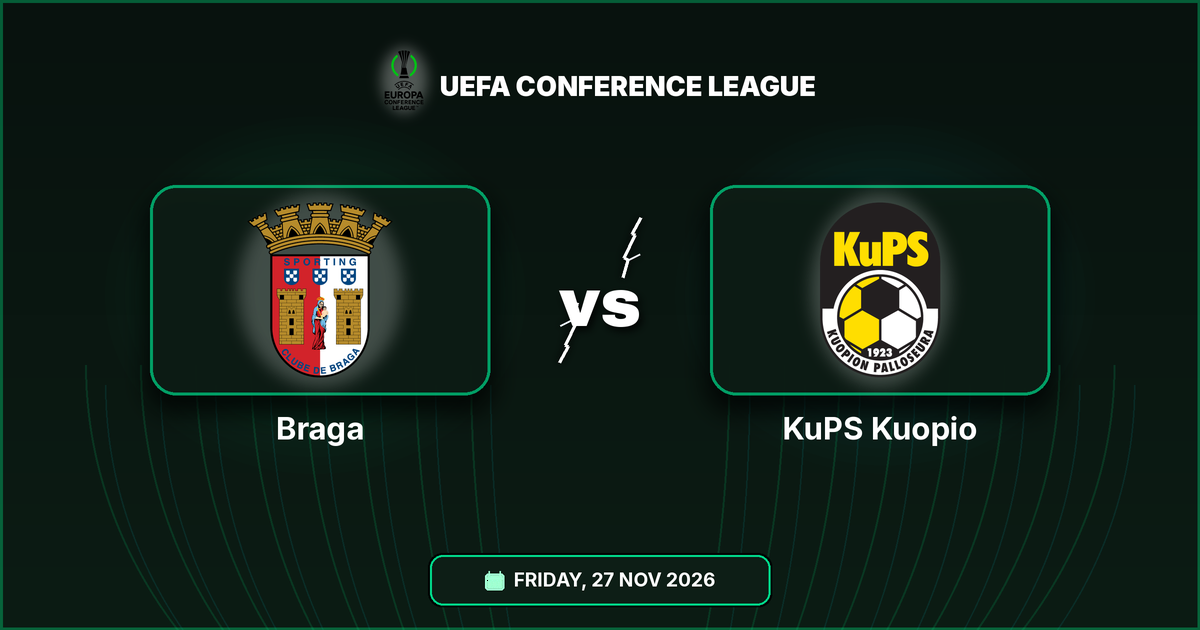 UEFA
EUROPA
CONFERENCE
LEAGUE
UEFA CONFERENCE LEAGUE
SPORTING
CLUBE DE BRAGA
VS
KuPS
1923
KUOPION PALLOSEURA
Braga
KuPS Kuopio
FRIDAY, 27 NOV 2026